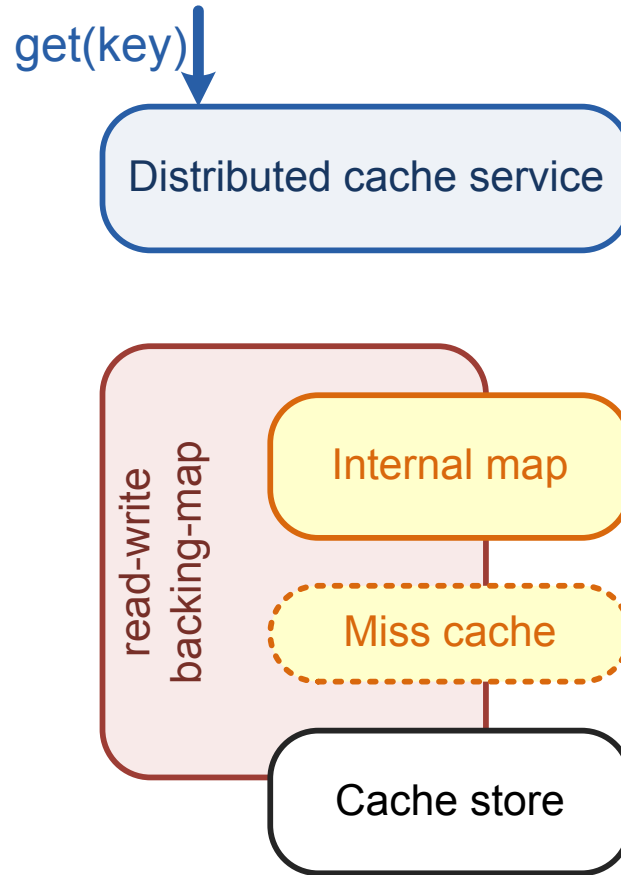 get(key)
Distributed cache service
read-write
backing-map
Internal map
Miss cache
Cache store